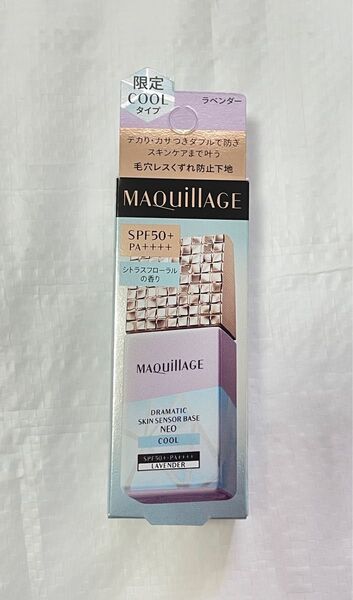 限定
COOL
タイプ
ラベンダー
テカり・カサつきダブルで防ぎ
スキンケアまで叶う
毛穴レスくずれ防止下地
MAQuillAGE
SPF50+
PA++++
シトラスフローラル
の香り
MAQuillAGE
DRAMATIC
SKIN SENSOR BASE
NEO
COOL
SPF50+・PA++++
LAVENDER